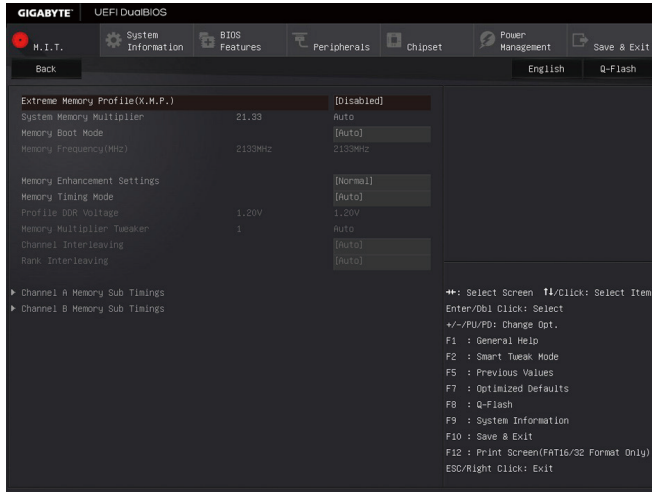 GIGABYTE™ UEFI DualBIOS
M.I.T. System Information BIOS Features Peripherals Chipset Power Management Save & Exit
Back English Q-Flash
Extreme Memory Profile(X.M.P.) [Disabled]
System Memory Multiplier 21.33 Auto
Memory Boot Mode [Auto]
Memory Frequency(MHz) 2133MHz 2133MHz
Memory Enhancement Settings [Normal]
Memory Timing Mode [Auto]
Profile DDR Voltage 1.20V 1.20V
Memory Multiplier Tweaker 1 Auto
Channel Interleaving [Auto]
Rank Interleaving [Auto]
Channel A Memory Sub Timings
Channel B Memory Sub Timings
→←: Select Screen ↑↓/Click: Select Item
Enter/Dbl Click: Select
+/-/PU/PD: Change Opt.
F1 : General Help
F2 : Smart Tweak Mode
F5 : Previous Values
F7 : Optimized Defaults
F8 : Q-Flash
F9 : System Information
F10 : Save & Exit
F12 : Print Screen(FAT16/32 Format Only)
ESC/Right Click: Exit